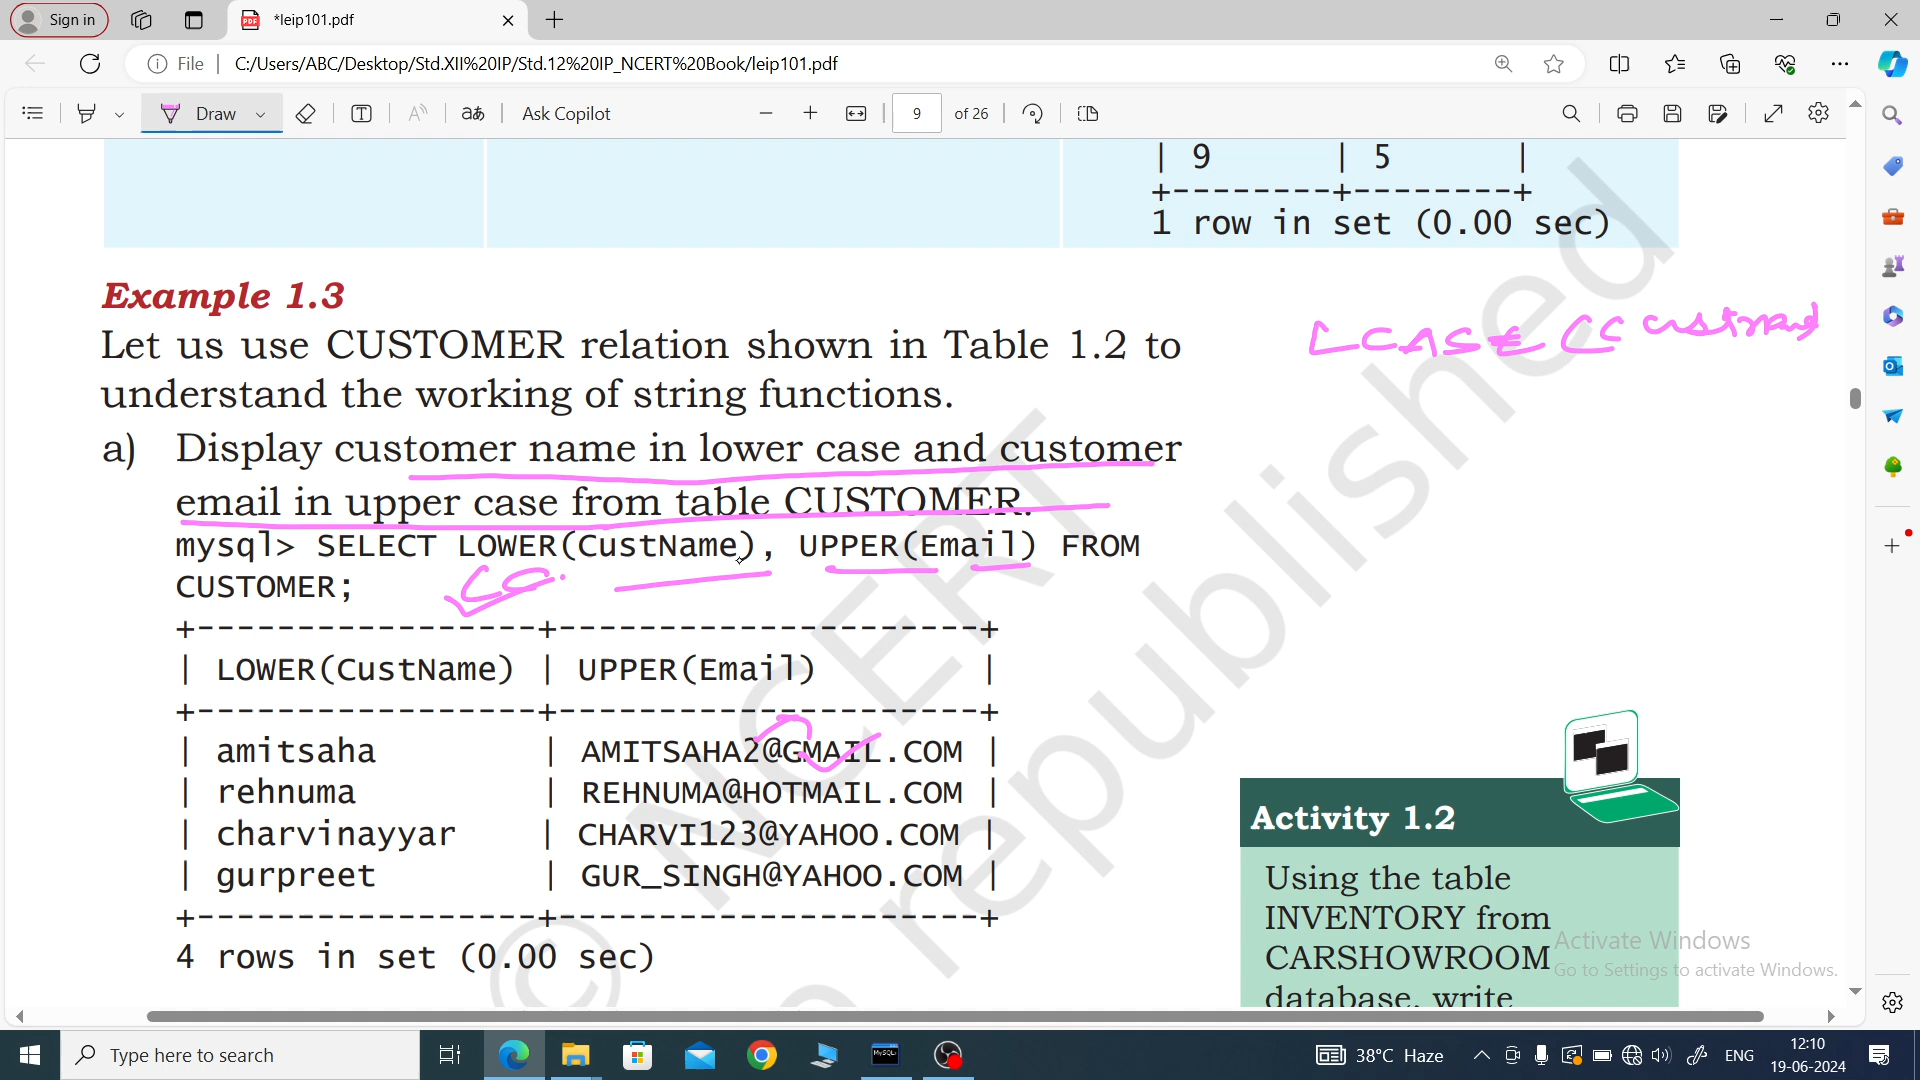 Sign in
*leip101.pdf
File
C:/Users/ABC/Desktop/Std.XII%20IP/Std.12%20IP_NCERT%20Book/leip101.pdf
Draw
aあ
Ask Copilot
9 of 26
| 9 | 5 |
+--------+--------+
1 row in set (0.00 sec)
Example 1.3
Let us use CUSTOMER relation shown in Table 1.2 to
understand the working of string functions.
LCASE (
a) Display customer name in lower case and customer
email in upper case from table CUSTOMER.
mysql> SELECT LOWER(CustName), UPPER(Email) FROM
CUSTOMER;
+-----------------+---------------------+
| LOWER(CustName) | UPPER(Email) |
+-----------------+---------------------+
| amitsaha | AMITSAHA2@GMAIL.COM |
| rehnuma | REHNUMA@HOTMAIL.COM |
| charvinayyar | CHARVI123@YAHOO.COM |
| gurpreet | GUR_SINGH@YAHOO.COM |
+-----------------+---------------------+
4 rows in set (0.00 sec)
© NCERT
republished
Activity 1.2
Using the table
INVENTORY from
CARSHOWROOM
database, write
Activate Windows
Go to Settings to activate Windows.
Type here to search
38°C Haze
ENG
12:10
19-06-2024